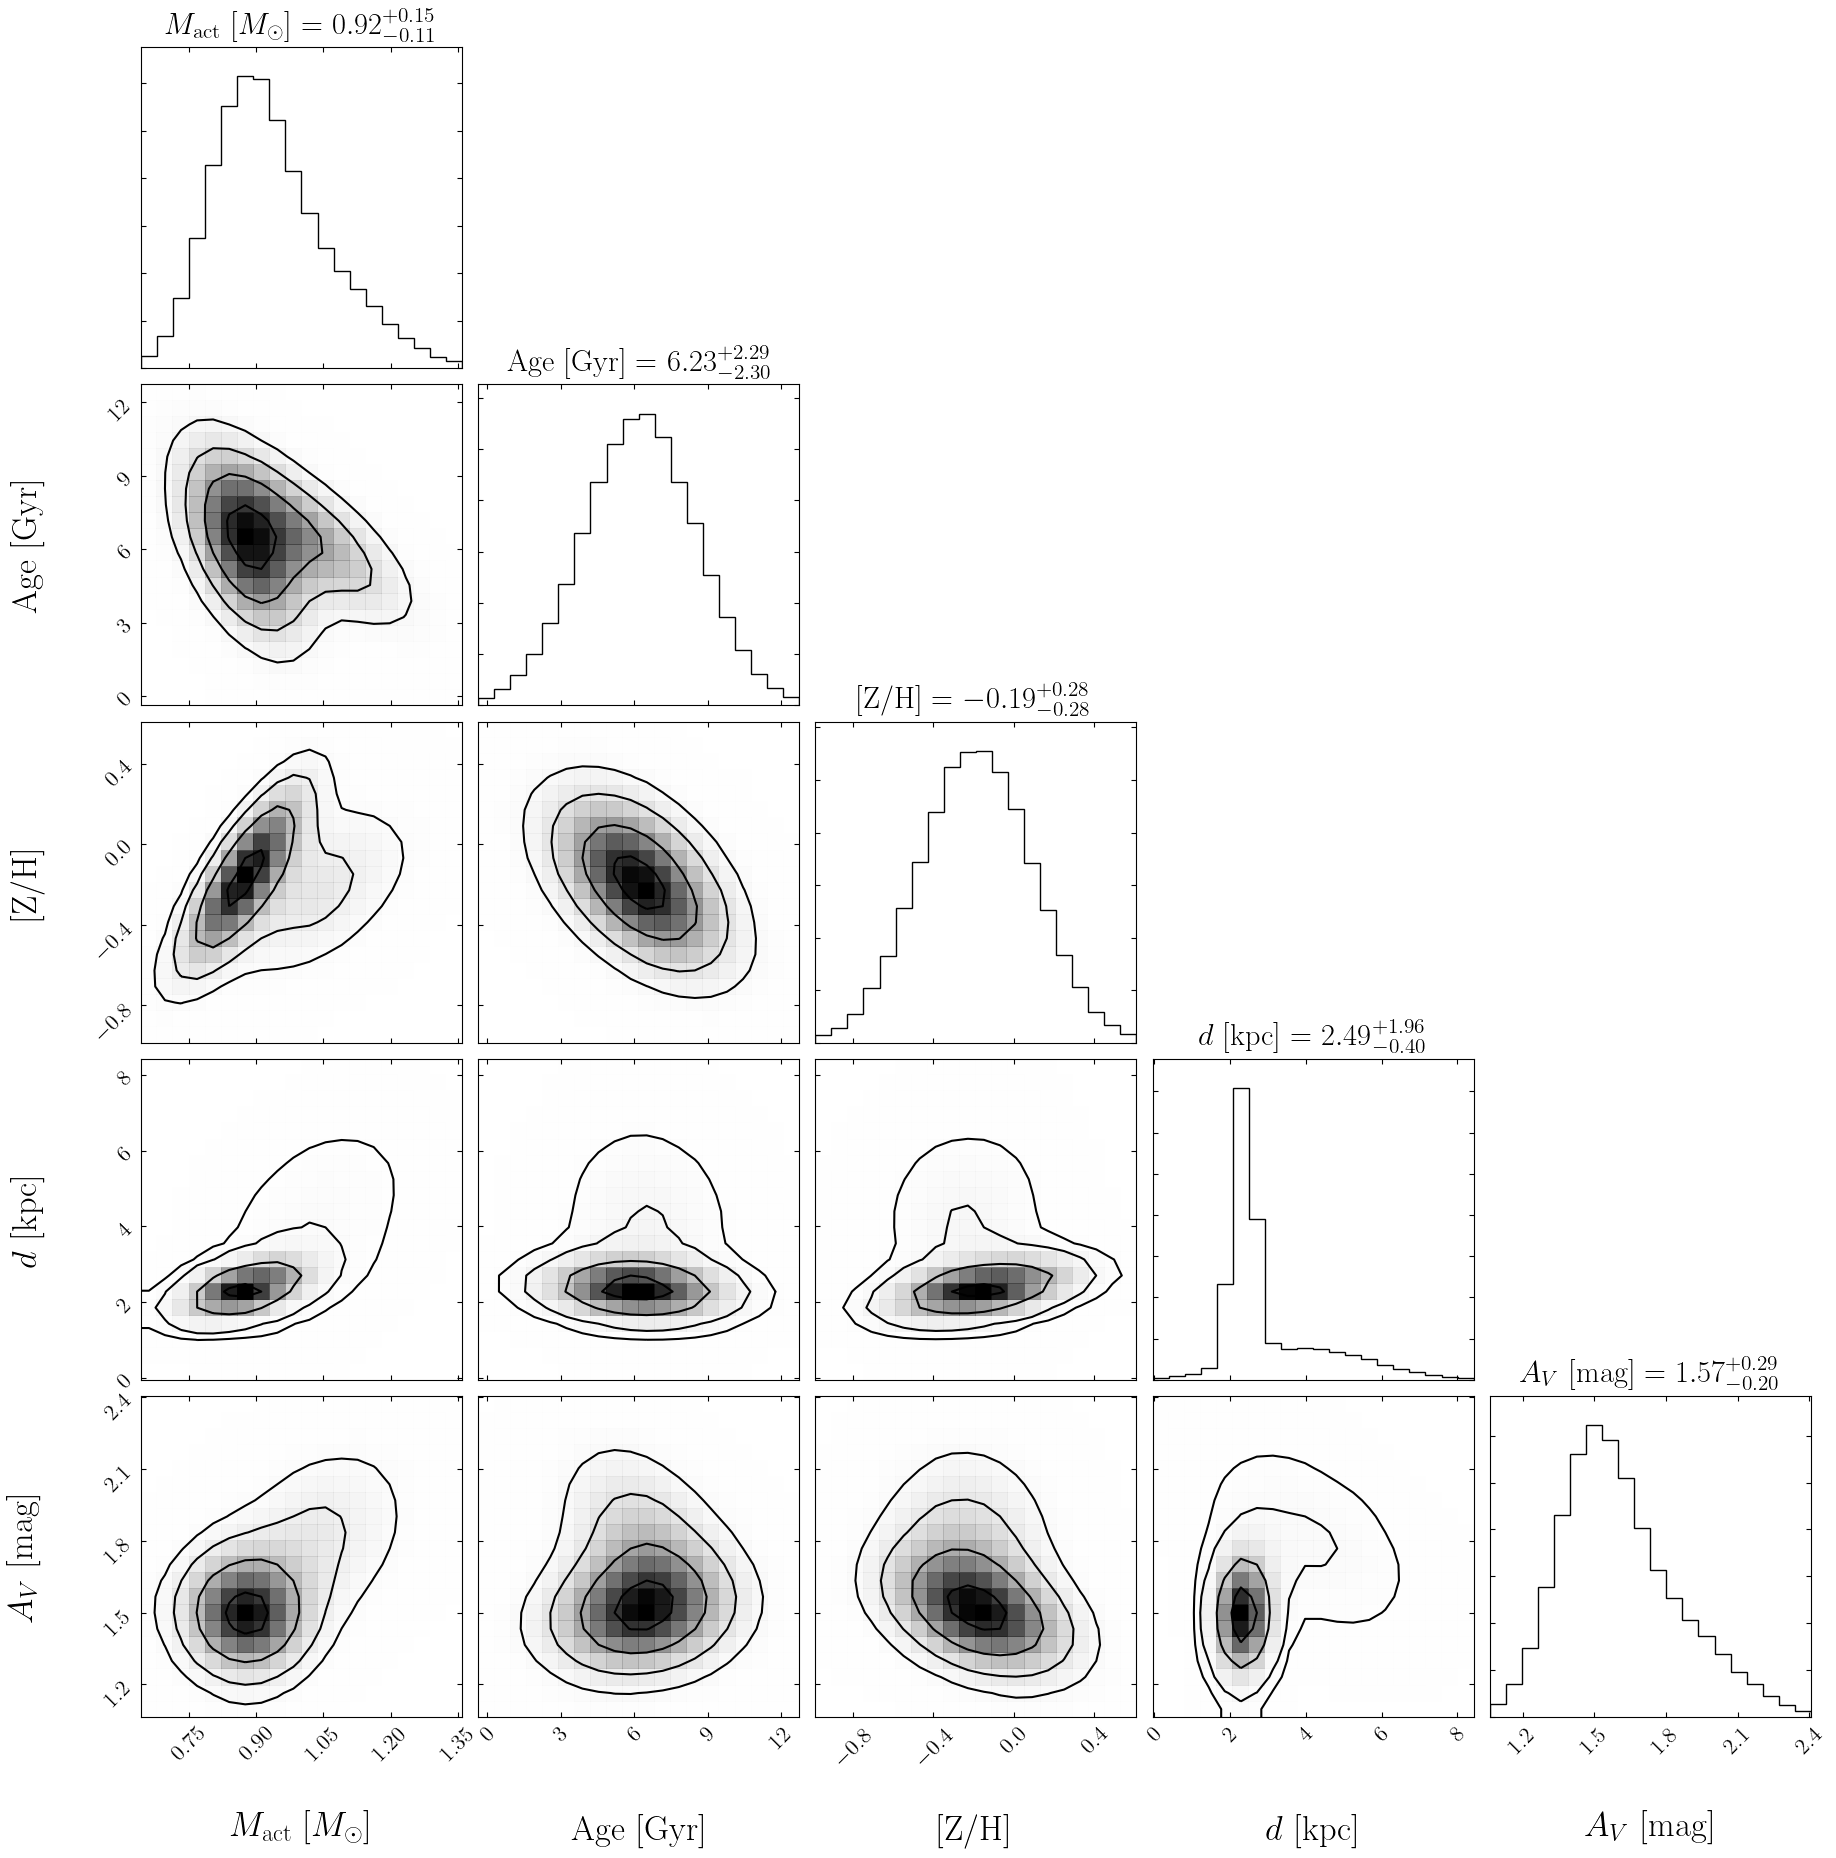 M_act [M_⊙] = 0.92^{+0.15}_{−0.11}
Age [Gyr] = 6.23^{+2.29}_{−2.30}
12
9
6
3
0
Age [Gyr]
[Z/H] = −0.19^{+0.28}_{−0.28}
0.4
0.0
−0.4
−0.8
[Z/H]
d [kpc] = 2.49^{+1.96}_{−0.40}
8
6
4
2
0
d [kpc]
A_V [mag] = 1.57^{+0.29}_{−0.20}
2.4
2.1
1.8
1.5
1.2
A_V [mag]
0.75 0.90 1.05 1.20 1.35
0 3 6 9 12
−0.8 −0.4 0.0 0.4
0 2 4 6 8
1.2 1.5 1.8 2.1 2.4
M_act [M_⊙]
Age [Gyr]
[Z/H]
d [kpc]
A_V [mag]